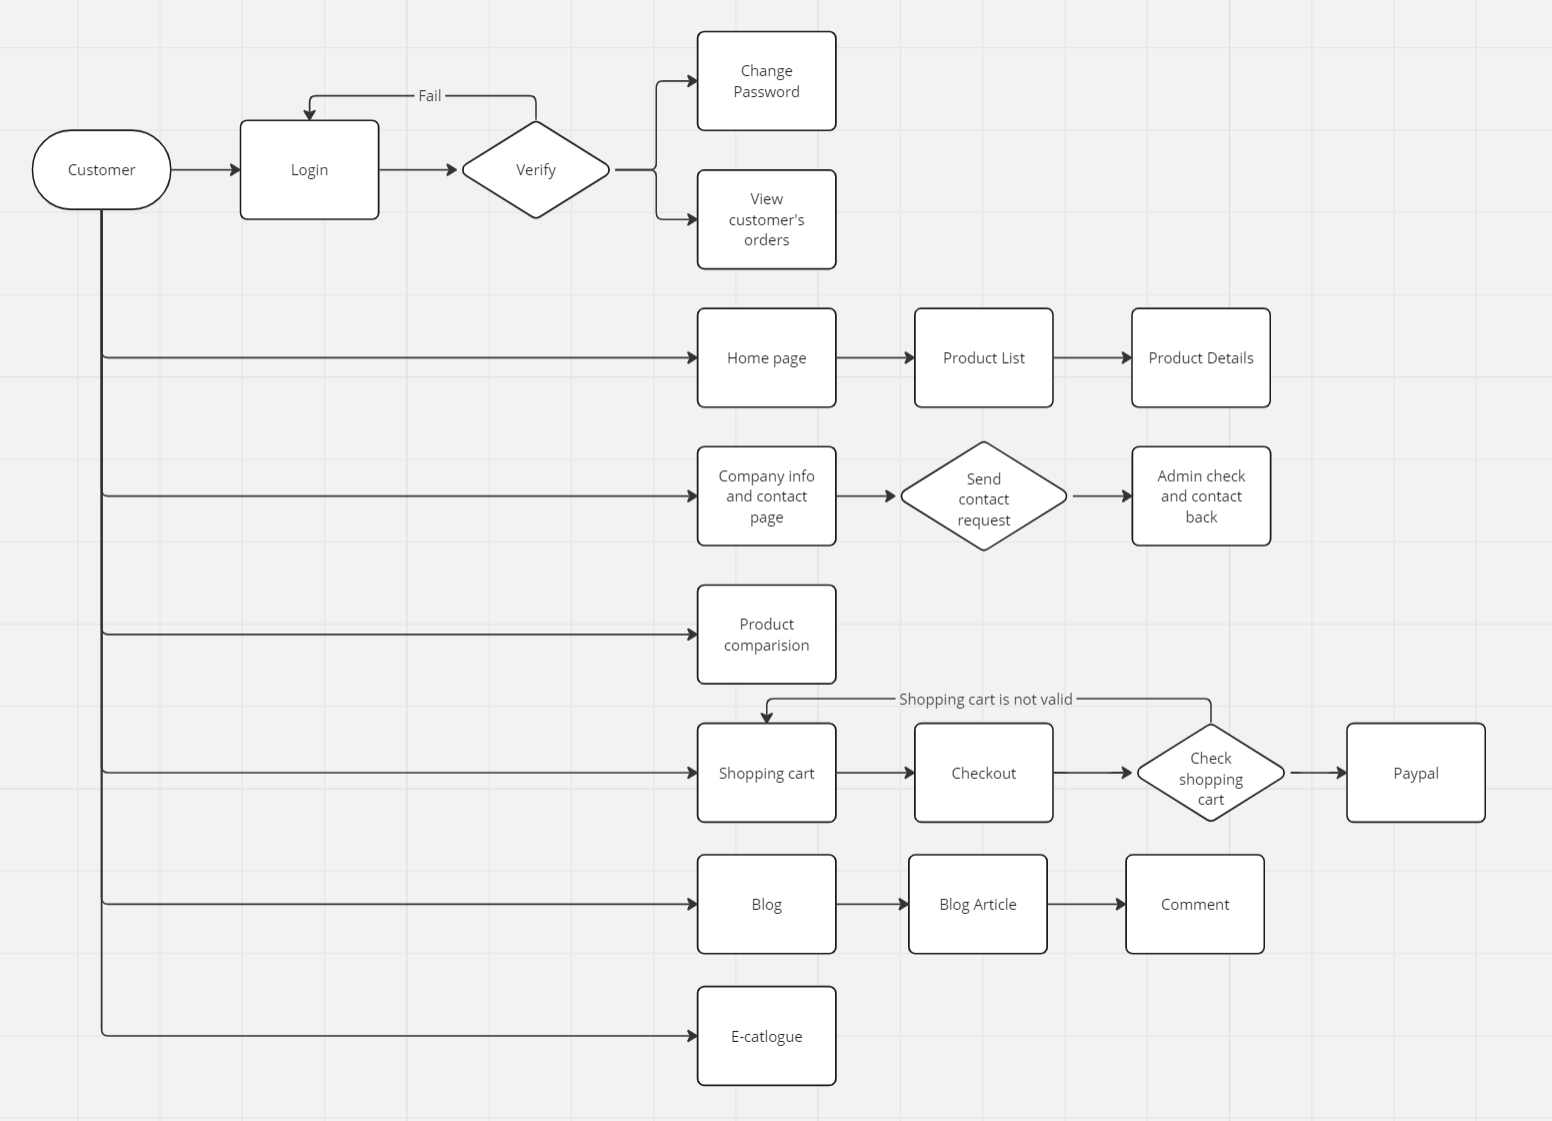 Change
Password
Fail
Customer
Login
Verify
View
customer's
orders
Home page
Product List
Product Details
Company info
and contact
page
Send
contact
request
Admin check
and contact
back
Product
comparision
Shopping cart is not valid
Shopping cart
Checkout
Check
shopping
cart
Paypal
Blog
Blog Article
Comment
E-catlogue